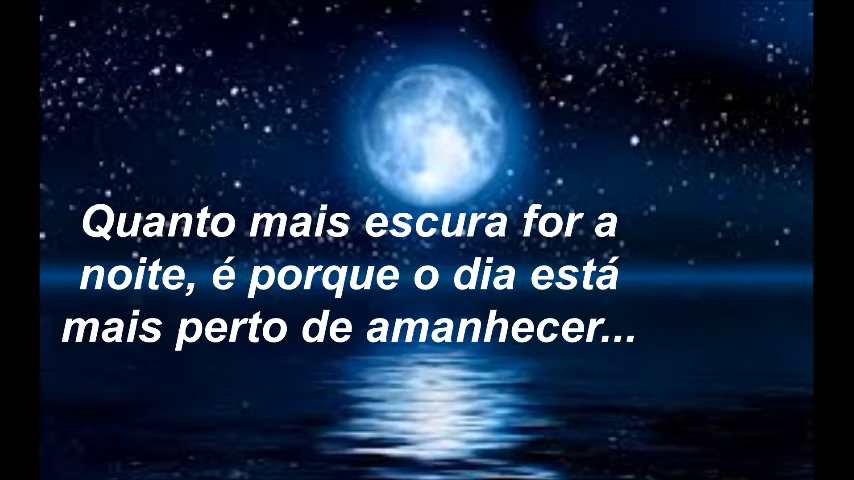 Quanto mais escura for a
noite, é porque o dia está
mais perto de amanhecer...